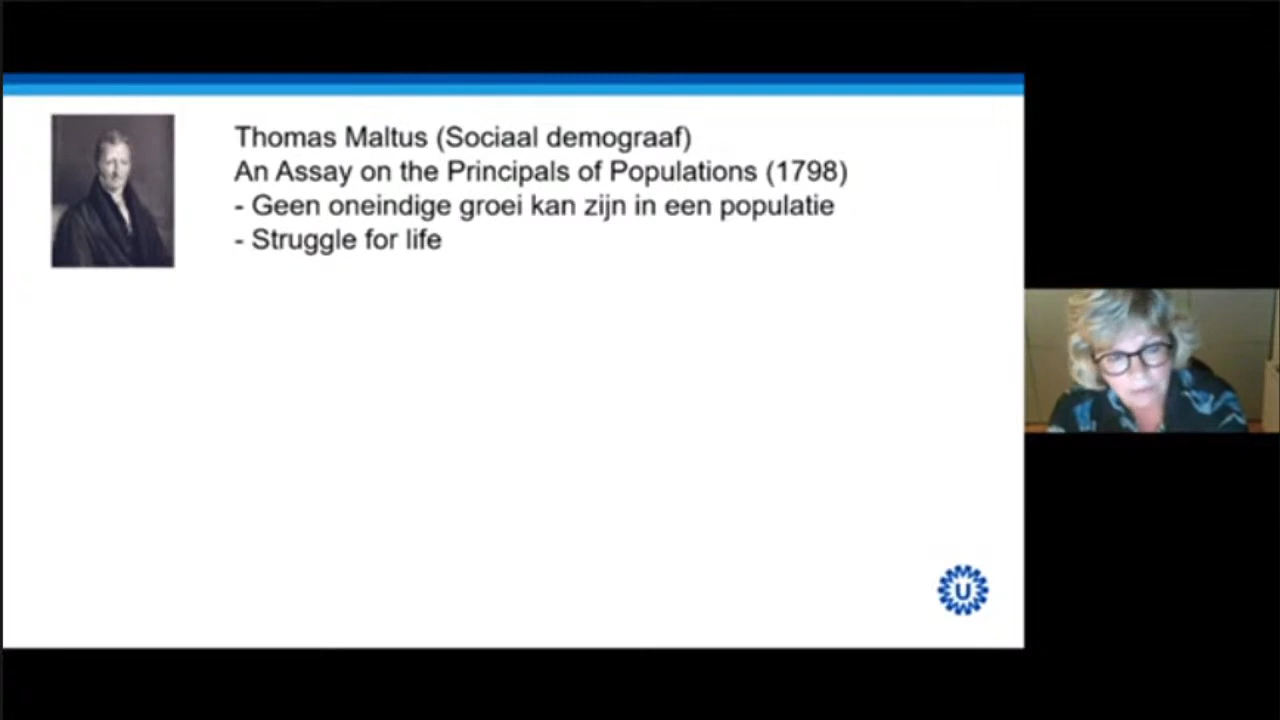 Thomas Maltus (Sociaal demograaf)
An Assay on the Principals of Populations (1798)
- Geen oneindige groei kan zijn in een populatie
- Struggle for life
U